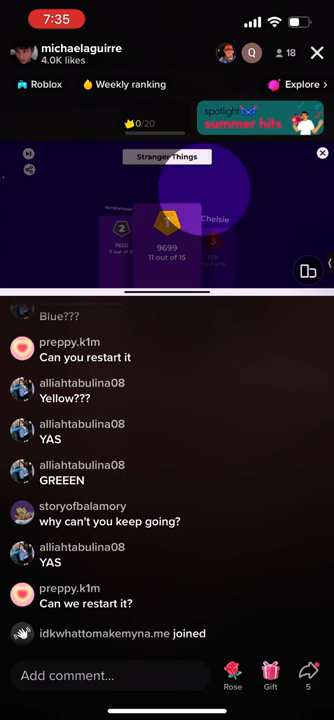 7:35
michaelaguirre
4.0K likes
Q
18
Roblox
Weekly ranking
Explore >
0/20
spotlight
summer hits
Stranger Things
Chelsie
2
1
3
7650
9699
11 out of 15
Blue???
preppy.k1m
Can you restart it
alliahtabulina08
Yellow???
alliahtabulina08
YAS
alliahtabulina08
GREEEN
storyofbalamory
why can't you keep going?
alliahtabulina08
YAS
preppy.k1m
Can we restart it?
idkwhattomakemyna.me joined
Add comment...
Rose
Gift
5